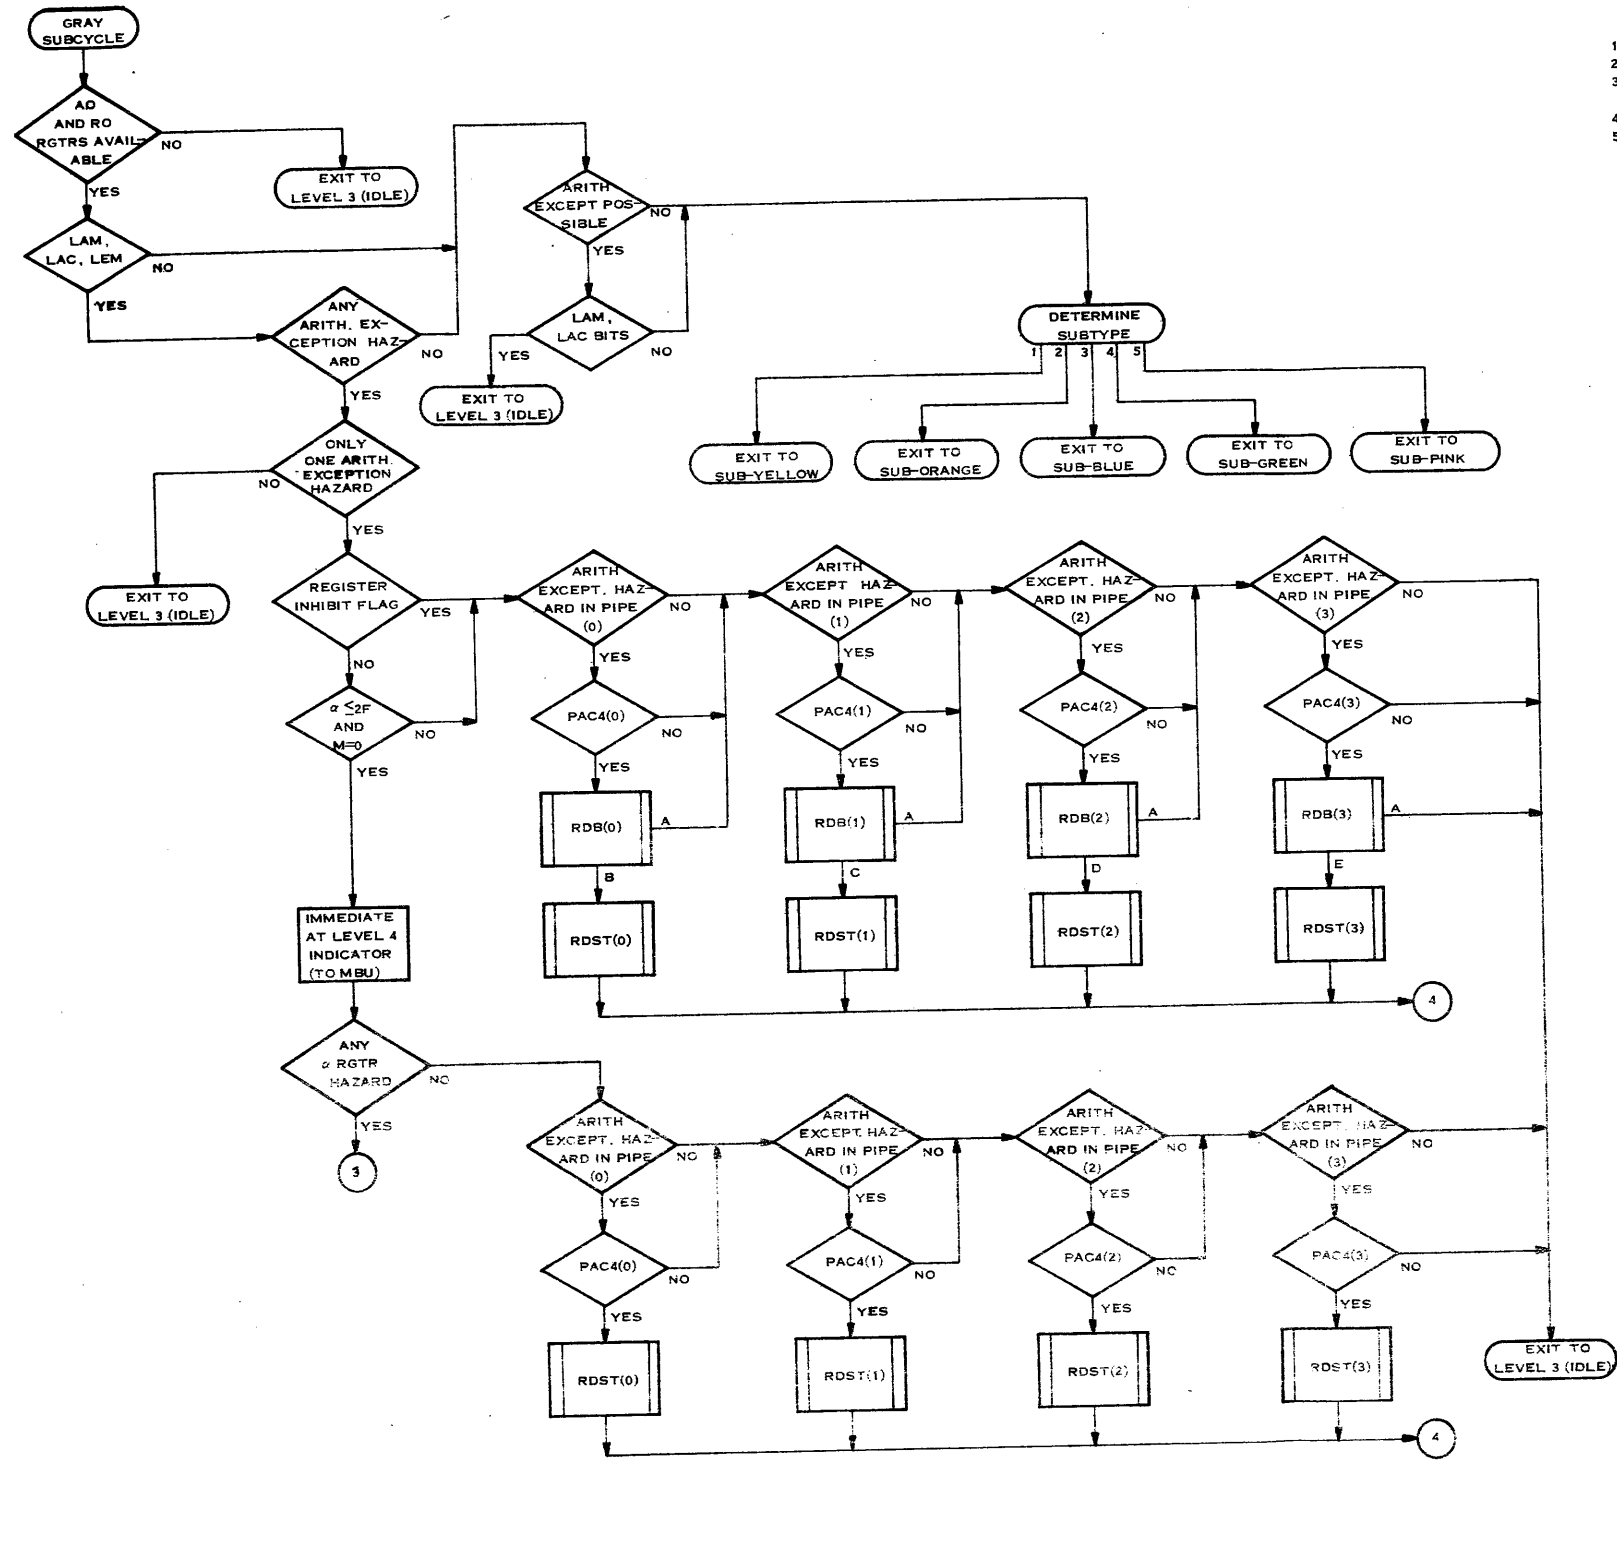 GRAY
SUBCYCLE
AO
AND RO
RGTRS AVAIL-
ABLE
NO
YES
EXIT TO
LEVEL 3 (IDLE)
LAM,
LAC, LEM
NO
YES
ANY
ARITH. EX-
CEPTION HAZ-
ARD
NO
YES
ARITH
EXCEPT POS-
SIBLE
NO
YES
LAM,
LAC BITS
YES
NO
EXIT TO
LEVEL 3 (IDLE)
DETERMINE
SUBTYPE
1 2 3 4 5
EXIT TO
SUB-YELLOW
EXIT TO
SUB-ORANGE
EXIT TO
SUB-BLUE
EXIT TO
SUB-GREEN
EXIT TO
SUB-PINK
1
2
3
4
5
ONLY
ONE ARITH.
EXCEPTION
HAZARD
NO
YES
EXIT TO
LEVEL 3 (IDLE)
REGISTER
INHIBIT FLAG
YES
NO
α ≤2F
AND
M=0
NO
YES
ARITH
EXCEPT. HAZ-
ARD IN PIPE
(0)
NO
YES
PAC4(0)
NO
YES
RDB(0)
A
B
RDST(0)
ARITH
EXCEPT HAZ-
ARD IN PIPE
(1)
NO
YES
PAC4(1)
NO
YES
RDB(1)
A
C
RDST(1)
ARITH
EXCEPT. HAZ-
ARD IN PIPE
(2)
NO
YES
PAC4(2)
NO
YES
RDB(2)
A
D
RDST(2)
ARITH
EXCEPT. HAZ-
ARD IN PIPE
(3)
NO
YES
PAC4(3)
NO
YES
RDB(3)
A
E
RDST(3)
4
IMMEDIATE
AT LEVEL 4
INDICATOR
(TO MBU)
ANY
α RGTR
HAZARD
NO
YES
3
ARITH
EXCEPT. HAZ-
ARD IN PIPE
(0)
NO
YES
PAC4(0)
NO
YES
RDST(0)
ARITH
EXCEPT. HAZ-
ARD IN PIPE
(1)
NO
YES
PAC4(1)
NO
YES
RDST(1)
ARITH
EXCEPT. HAZ-
ARD IN PIPE
(2)
NO
YES
PAC4(2)
NO
YES
RDST(2)
ARITH
EXCEPT. HAZ-
ARD IN PIPE
(3)
NO
YES
PAC4(3)
NO
YES
RDST(3)
EXIT TO
LEVEL 3 (IDLE)
4